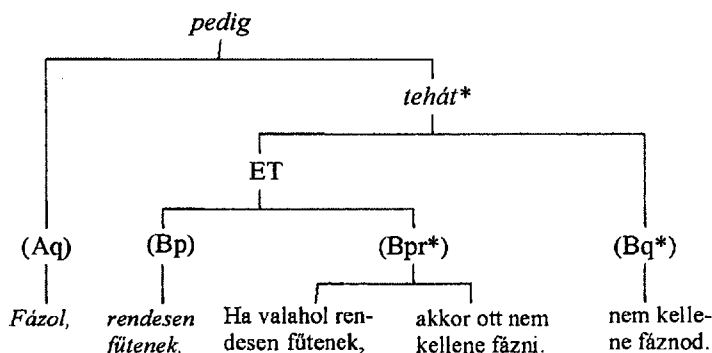 pedig
tehát*
ET
(Aq) (Bp) (Bpr*) (Bq*)
Fázol, rendesen Ha valahol ren- akkor ott nem nem kelle-
fűtenek. desen fűtenek, kellene fázni. ne fáznod.